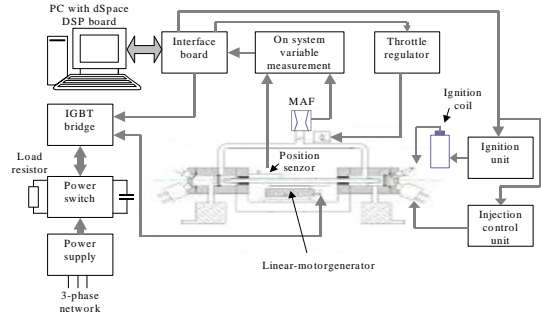 PC with dSpace
DSP board
Interface
board
On system
variable
measurement
Throttle
regulator
MAF
Ignition
coil
IGBT
bridge
Position
senzor
Ignition
unit
Load
resistor
Power
switch
Injection
control
unit
Power
supply
Linear-motorgenerator
3-phase
network